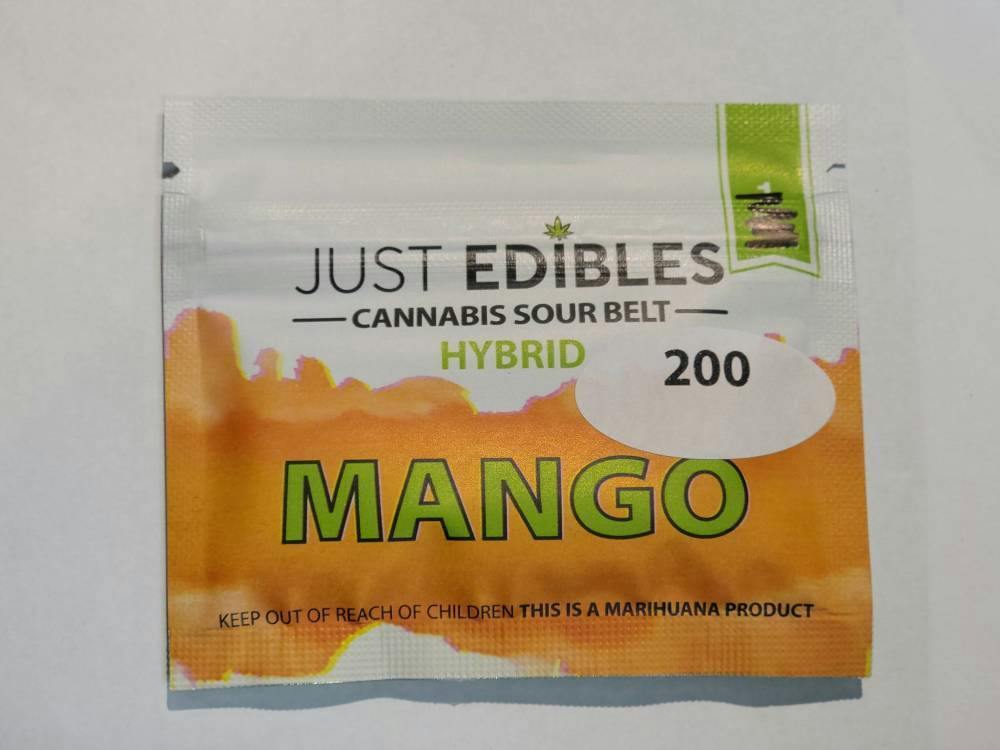 JUST EDIBLES
CANNABIS SOUR BELT
HYBRID
200
MANGO
KEEP OUT OF REACH OF CHILDREN THIS IS A MARIHUANA PRODUCT